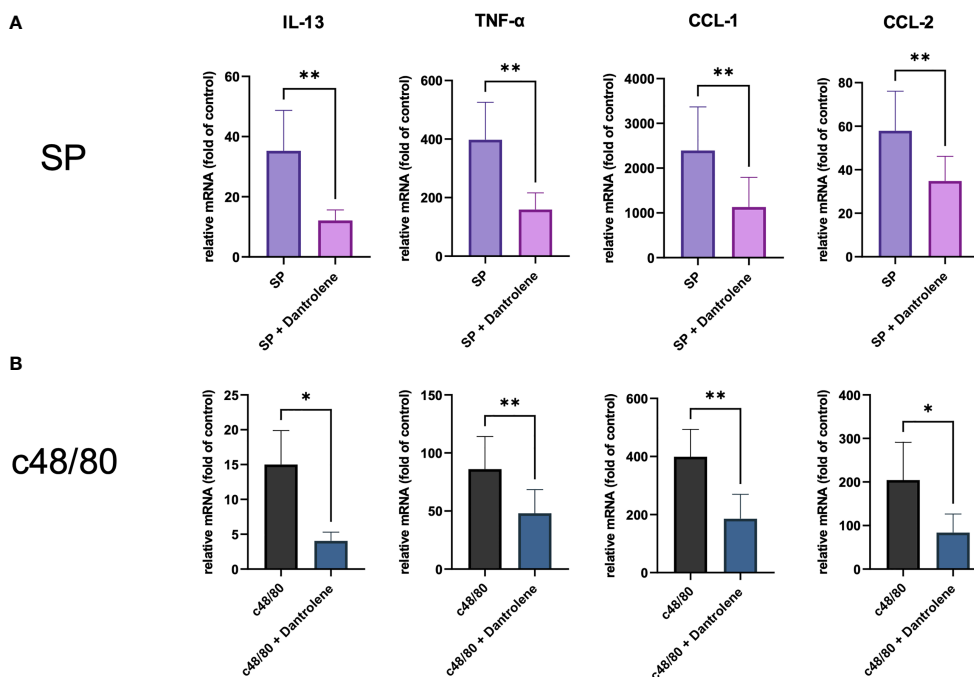 A
IL-13
TNF-α
CCL-1
CCL-2
SP
relative mRNA (fold of control)
60
40
20
0
**
SP
SP + Dantrolene
relative mRNA (fold of control)
600
400
200
0
**
SP
SP + Dantrolene
relative mRNA (fold of control)
4000
3000
2000
1000
0
**
SP
SP + Dantrolene
relative mRNA (fold of control)
80
60
40
20
0
**
SP
SP + Dantrolene
B
c48/80
relative mRNA (fold of control)
25
20
15
10
5
0
*
c48/80
c48/80 + Dantrolene
relative mRNA (fold of control)
150
100
50
0
**
c48/80
c48/80 + Dantrolene
relative mRNA (fold of control)
600
400
200
0
**
c48/80
c48/80 + Dantrolene
relative mRNA (fold of control)
400
300
200
100
0
*
c48/80
c48/80 + Dantrolene